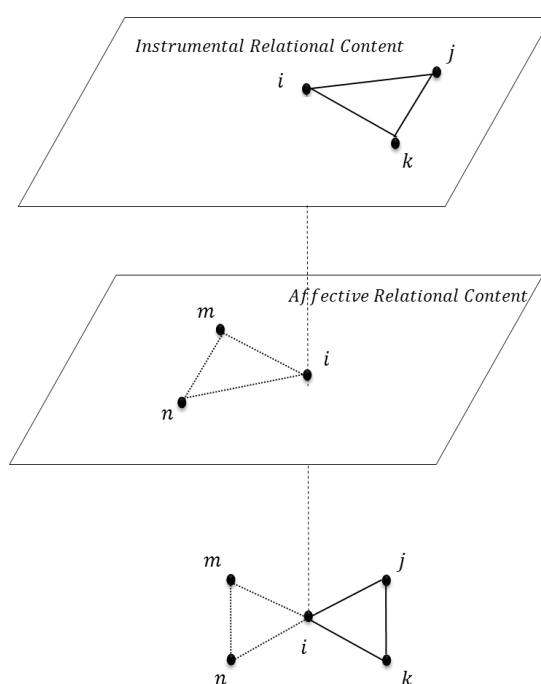 Instrumental Relational Content
j
i
k
Affective Relational Content
m
i
n
m
j
i
n
k